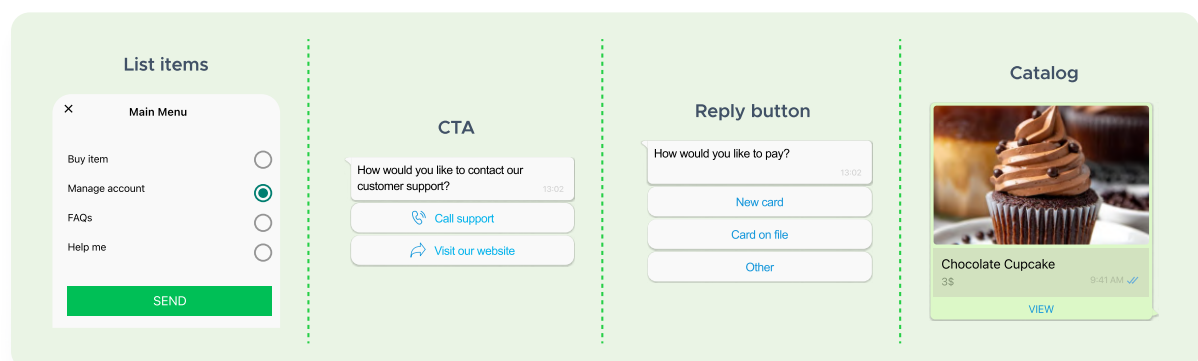 List items
Main Menu
Buy item
Manage account
FAQs
Help me
SEND
CTA
How would you like to contact our
customer support?
13:02
Call support
Visit our website
Reply button
How would you like to pay?
13:02
New card
Card on file
Other
Catalog
Chocolate Cupcake
3$
9:41 AM
VIEW